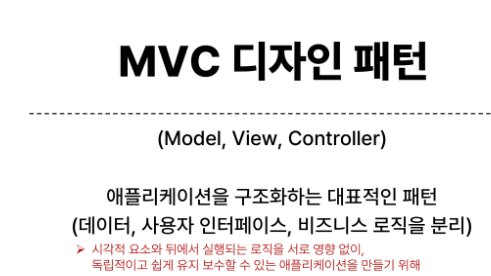 MVC 디자인 패턴
(Model, View, Controller)
애플리케이션을 구조화하는 대표적인 패턴
(데이터, 사용자 인터페이스, 비즈니스 로직을 분리)
➢ 시각적 요소와 뒤에서 실행되는 로직을 서로 영향 없이,
독립적이고 쉽게 유지 보수할 수 있는 애플리케이션을 만들기 위해